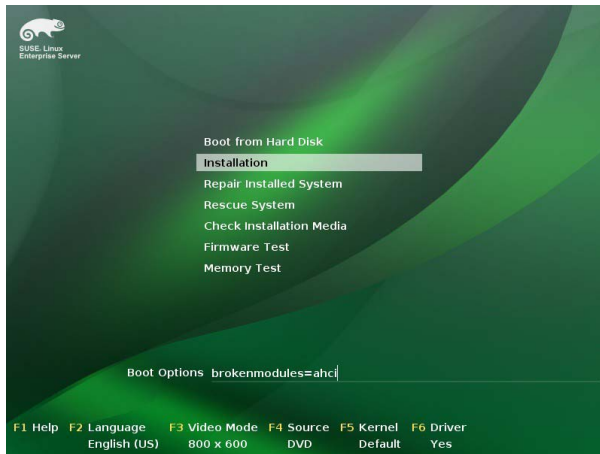 SUSE. Linux
Enterprise Server
Boot from Hard Disk
Installation
Repair Installed System
Rescue System
Check Installation Media
Firmware Test
Memory Test
Boot Options brokenmodules=ahci
F1 Help F2 Language F3 Video Mode F4 Source F5 Kernel F6 Driver
English (US) 800 x 600 DVD Default Yes